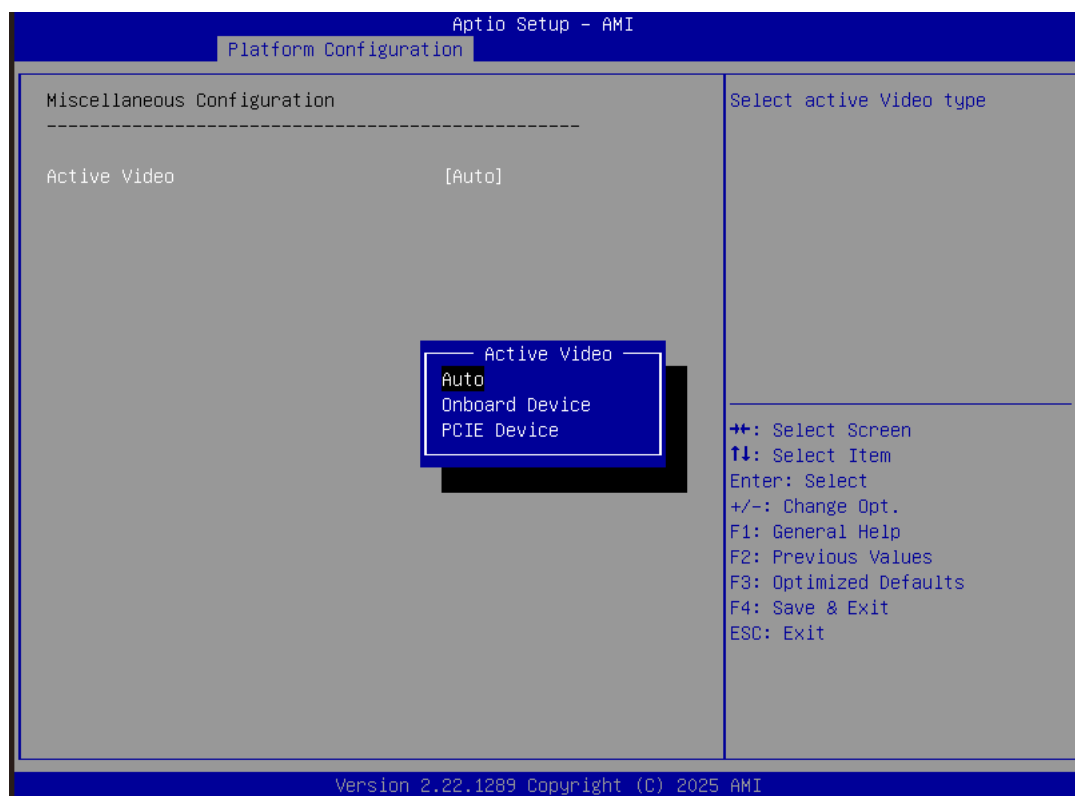 Aptio Setup – AMI
Platform Configuration
Miscellaneous Configuration
--------------------------------------------------
Active Video [Auto]
Select active Video type
Active Video
Auto
Onboard Device
PCIE Device
→←: Select Screen
↑↓: Select Item
Enter: Select
+/-: Change Opt.
F1: General Help
F2: Previous Values
F3: Optimized Defaults
F4: Save & Exit
ESC: Exit
Version 2.22.1289 Copyright (C) 2025 AMI